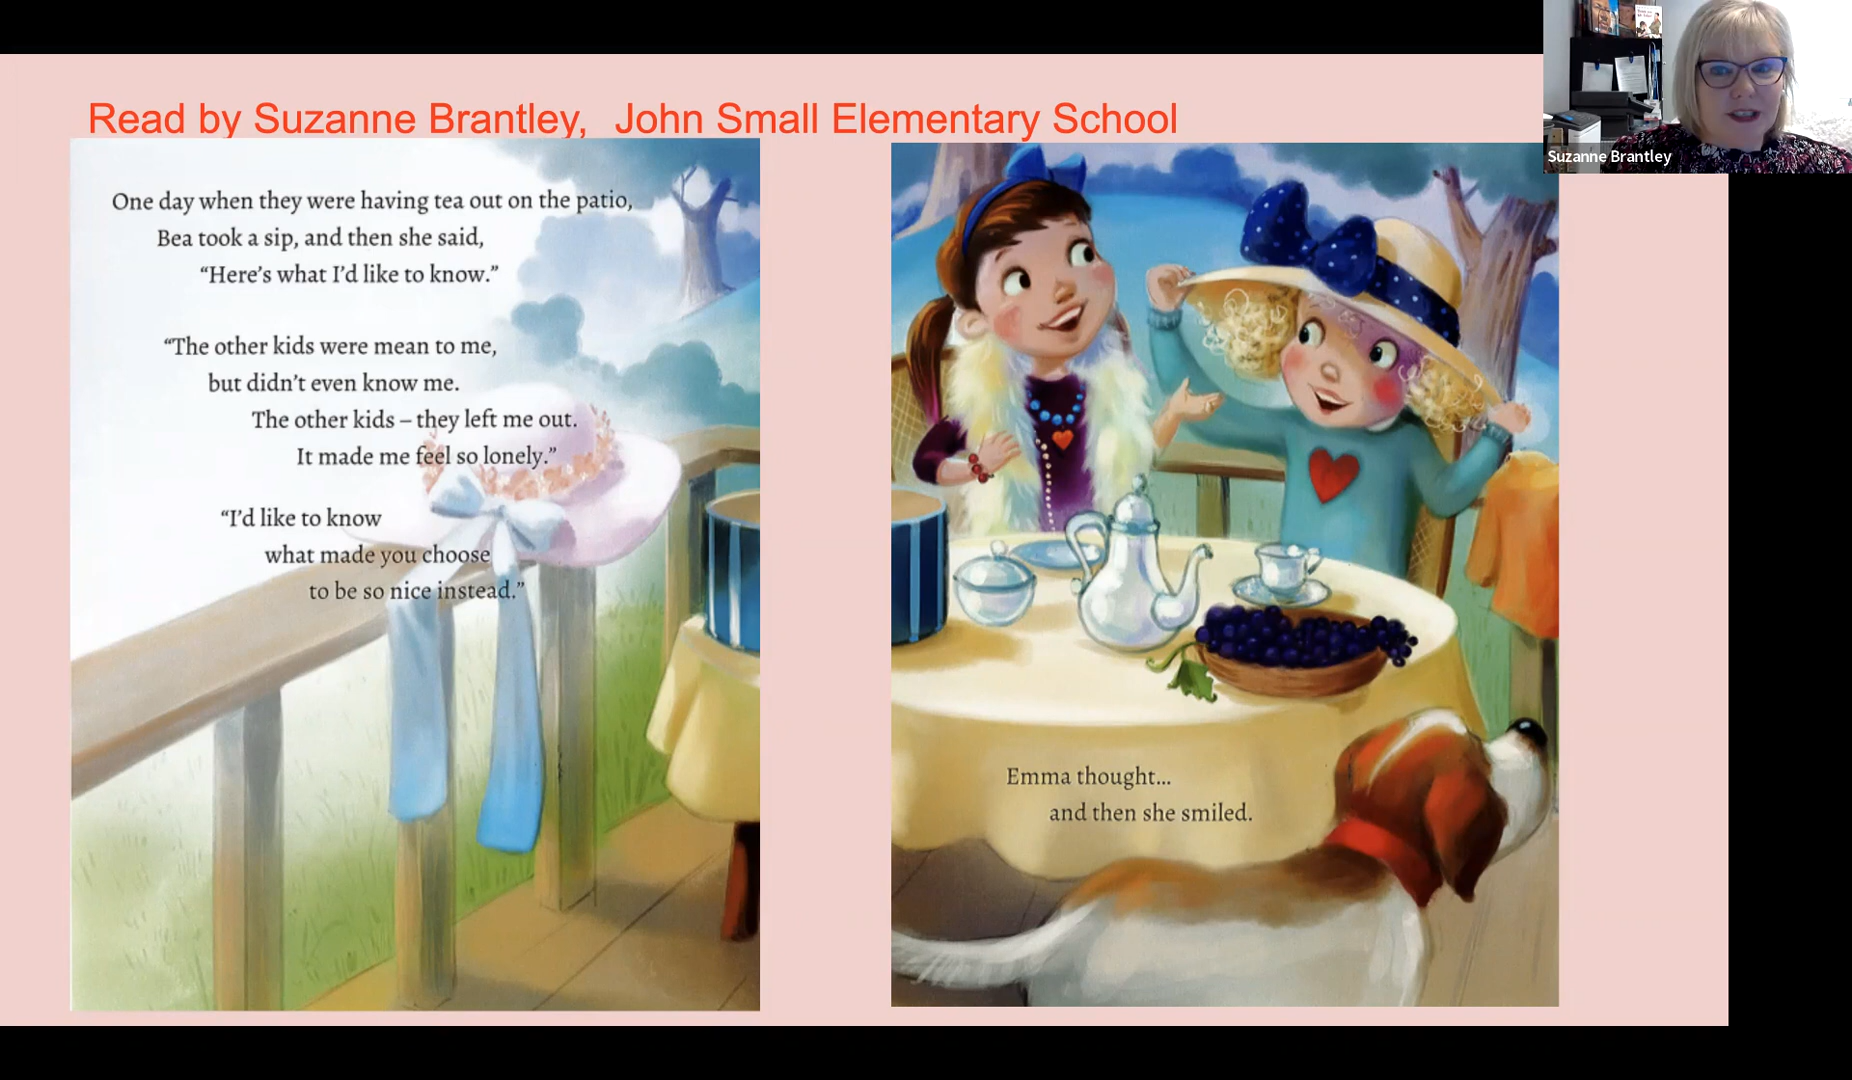 Read by Suzanne Brantley, John Small Elementary School
Suzanne Brantley
One day when they were having tea out on the patio,
Bea took a sip, and then she said,
“Here’s what I’d like to know.”
“The other kids were mean to me,
but didn’t even know me.
The other kids – they left me out.
It made me feel so lonely.”
“I’d like to know
what made you choose
to be so nice instead.”
Emma thought...
and then she smiled.